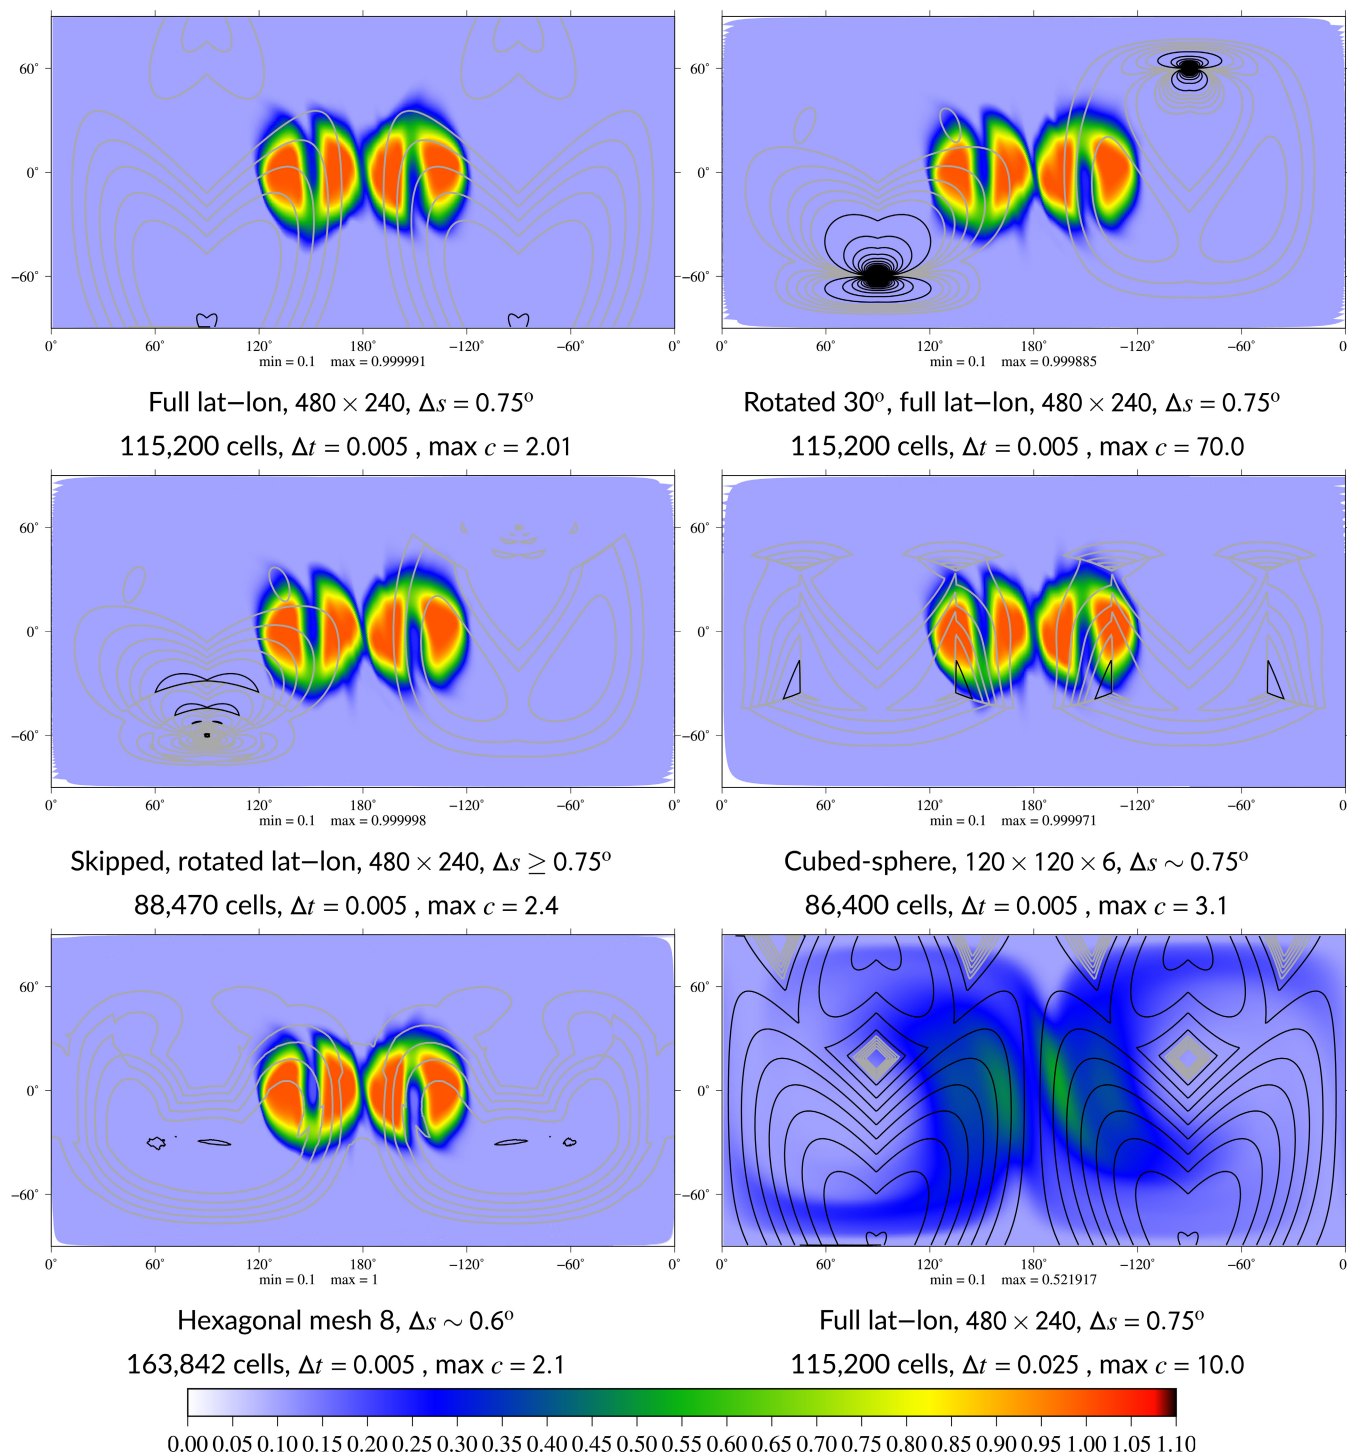 60°
0°
−60°
0° 60° 120° 180° −120° −60° 0°
min = 0.1 max = 0.999991
Full lat−lon, 480 × 240, Δs = 0.75º
115,200 cells, Δt = 0.005 , max c = 2.01
60°
0°
−60°
0° 60° 120° 180° −120° −60° 0
min = 0.1 max = 0.999885
Rotated 30º, full lat−lon, 480 × 240, Δs = 0.75º
115,200 cells, Δt = 0.005 , max c = 70.0
60°
0°
−60°
0° 60° 120° 180° −120° −60° 0°
min = 0.1 max = 0.999998
Skipped, rotated lat−lon, 480 × 240, Δs ≥ 0.75º
88,470 cells, Δt = 0.005 , max c = 2.4
60°
0°
−60°
0° 60° 120° 180° −120° −60° 0
min = 0.1 max = 0.999971
Cubed-sphere, 120 × 120 × 6, Δs ∼ 0.75º
86,400 cells, Δt = 0.005 , max c = 3.1
60°
0°
−60°
0° 60° 120° 180° −120° −60° 0°
min = 0.1 max = 1
Hexagonal mesh 8, Δs ∼ 0.6º
163,842 cells, Δt = 0.005 , max c = 2.1
60°
0°
−60°
0° 60° 120° 180° −120° −60° 0
min = 0.1 max = 0.521917
Full lat−lon, 480 × 240, Δs = 0.75º
115,200 cells, Δt = 0.025 , max c = 10.0
0.00 0.05 0.10 0.15 0.20 0.25 0.30 0.35 0.40 0.45 0.50 0.55 0.60 0.65 0.70 0.75 0.80 0.85 0.90 0.95 1.00 1.05 1.10